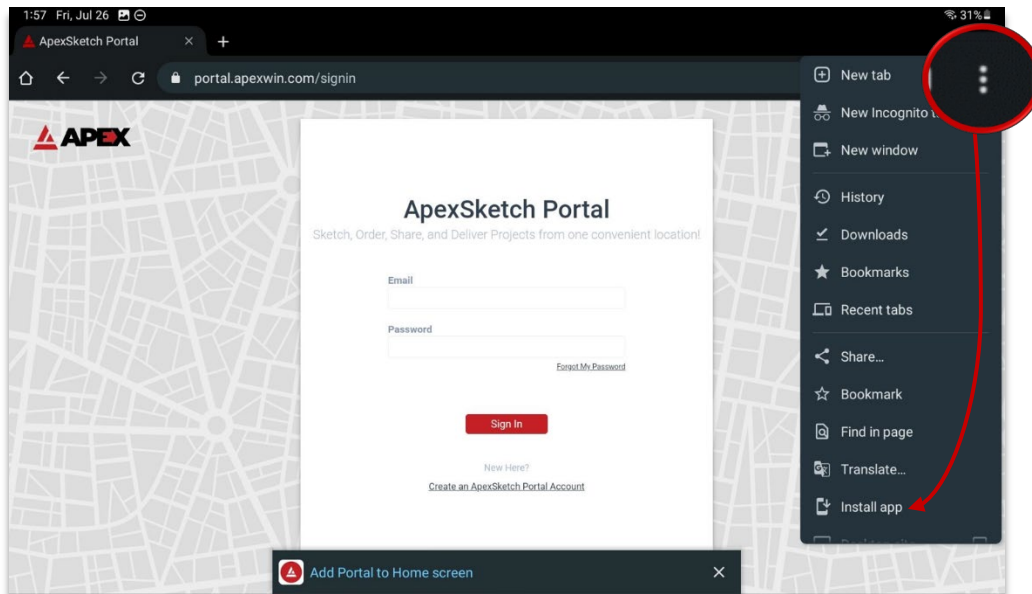 1:57 Fri, Jul 26
31%
ApexSketch Portal
portal.apexwin.com/signin
New tab
New Incognito
New window
History
Downloads
Bookmarks
Recent tabs
Share...
Bookmark
Find in page
Translate...
Install app
APEX
ApexSketch Portal
Sketch, Order, Share, and Deliver Projects from one convenient location!
Email
Password
Forgot My Password
Sign In
New Here?
Create an ApexSketch Portal Account
Add Portal to Home screen